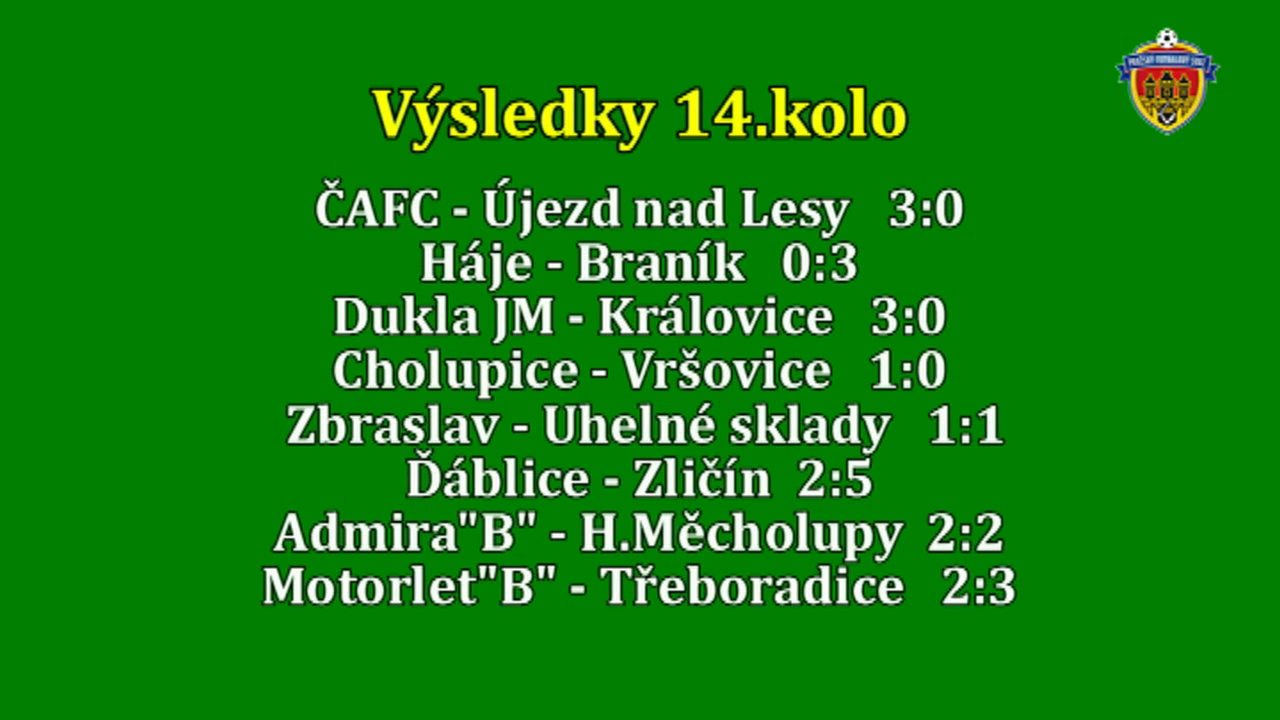 Výsledky 14.kolo
ČAFC - Újezd nad Lesy 3:0
Háje - Braník 0:3
Dukla JM - Královice 3:0
Cholupice - Vršovice 1:0
Zbraslav - Uhelné sklady 1:1
Ďáblice - Zličín 2:5
Admira"B" - H.Měcholupy 2:2
Motorlet"B" - Třeboradice 2:3